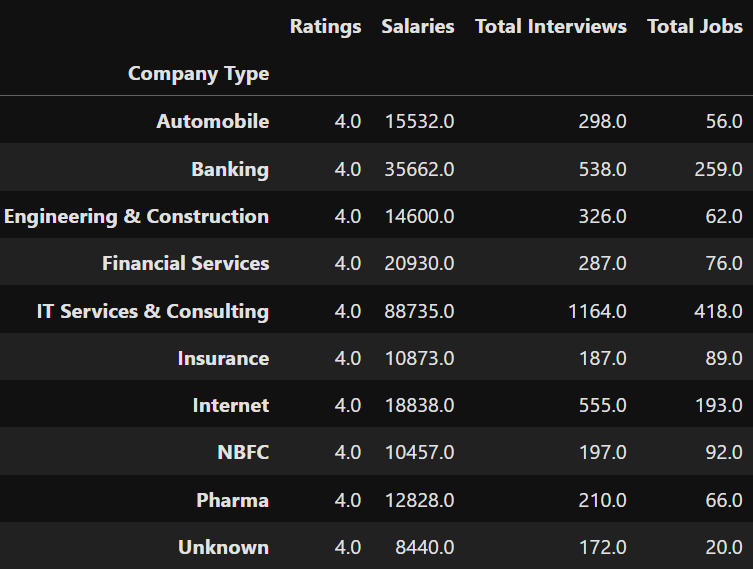 Ratings Salaries Total Interviews Total Jobs
Company Type
Automobile 4.0 15532.0 298.0 56.0
Banking 4.0 35662.0 538.0 259.0
Engineering & Construction 4.0 14600.0 326.0 62.0
Financial Services 4.0 20930.0 287.0 76.0
IT Services & Consulting 4.0 88735.0 1164.0 418.0
Insurance 4.0 10873.0 187.0 89.0
Internet 4.0 18838.0 555.0 193.0
NBFC 4.0 10457.0 197.0 92.0
Pharma 4.0 12828.0 210.0 66.0
Unknown 4.0 8440.0 172.0 20.0